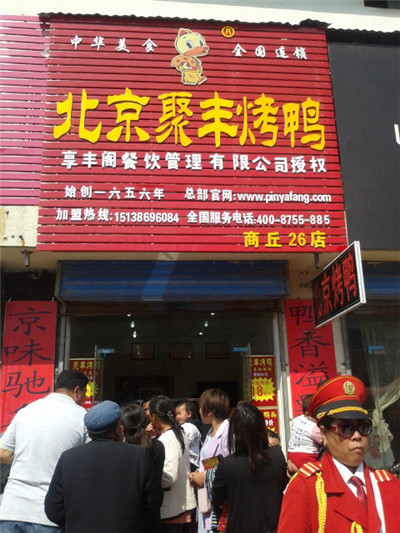 中华美食 全国连锁
北京聚丰烤鸭
享丰阁餐饮管理有限公司授权
始创一六五六年 总部官网:www.pinyafang.com
加盟热线:15138696084 全国服务电话:400-8755-885
商丘26店
北京烤鸭
京味驰
鸭香溢
聚丰